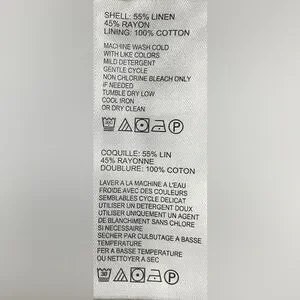 SHELL: 55% LINEN
45% RAYON
LINING: 100% COTTON
MACHINE WASH COLD
WITH LIKE COLORS
MILD DETERGENT
GENTLE CYCLE
NON CHLORINE BLEACH ONLY
IF NEEDED
TUMBLE DRY LOW
COOL IRON
OR DRY CLEAN
COQUILLE: 55% LIN
45% RAYONNE
DOUBLURE: 100% COTON
LAVER A LA MACHINE A L'EAU
FROIDE AVEC DES COULEURS
SEMBLABLES CYCLE DELICAT
UTILISER UN DETERGENT DOUX
UTILISER UNIQUEMENT UN AGENT
DE BLANCHIMENT SANS CHLORE
SI NECESSAIRE
SECHER PAR CULBUTAGE A BASSE
TEMPERATURE
FER A BASSE TEMPERATURE
OU NETTOYER A SEC